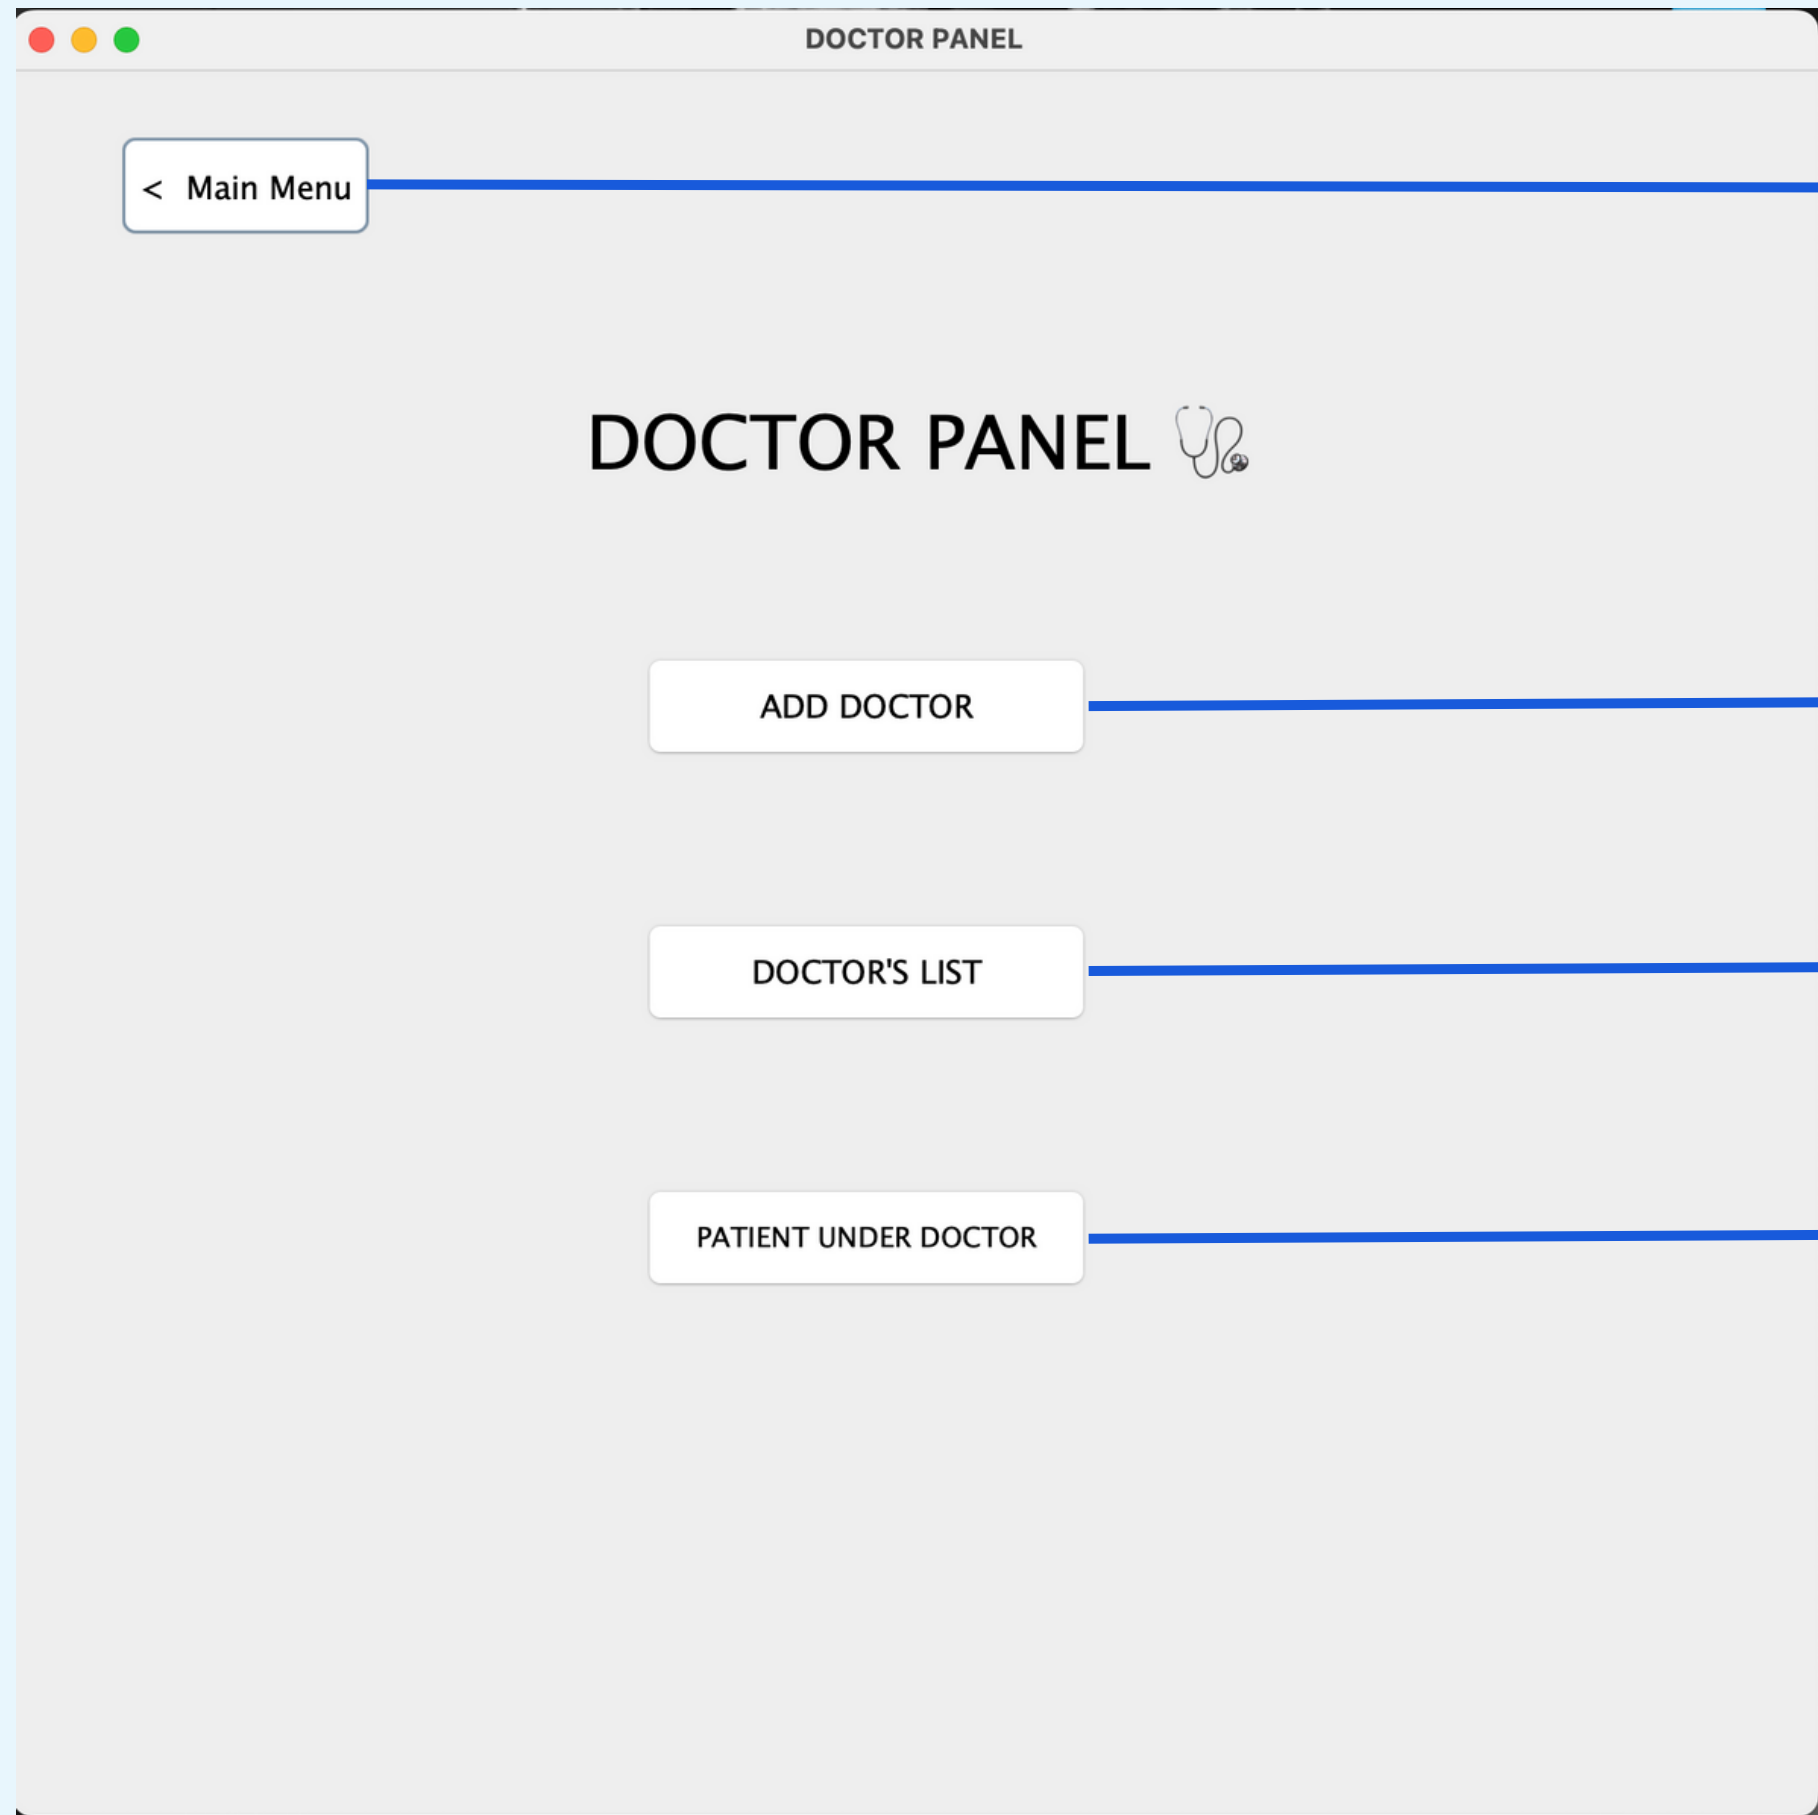 DOCTOR PANEL
< Main Menu
DOCTOR PANEL
ADD DOCTOR
DOCTOR'S LIST
PATIENT UNDER DOCTOR